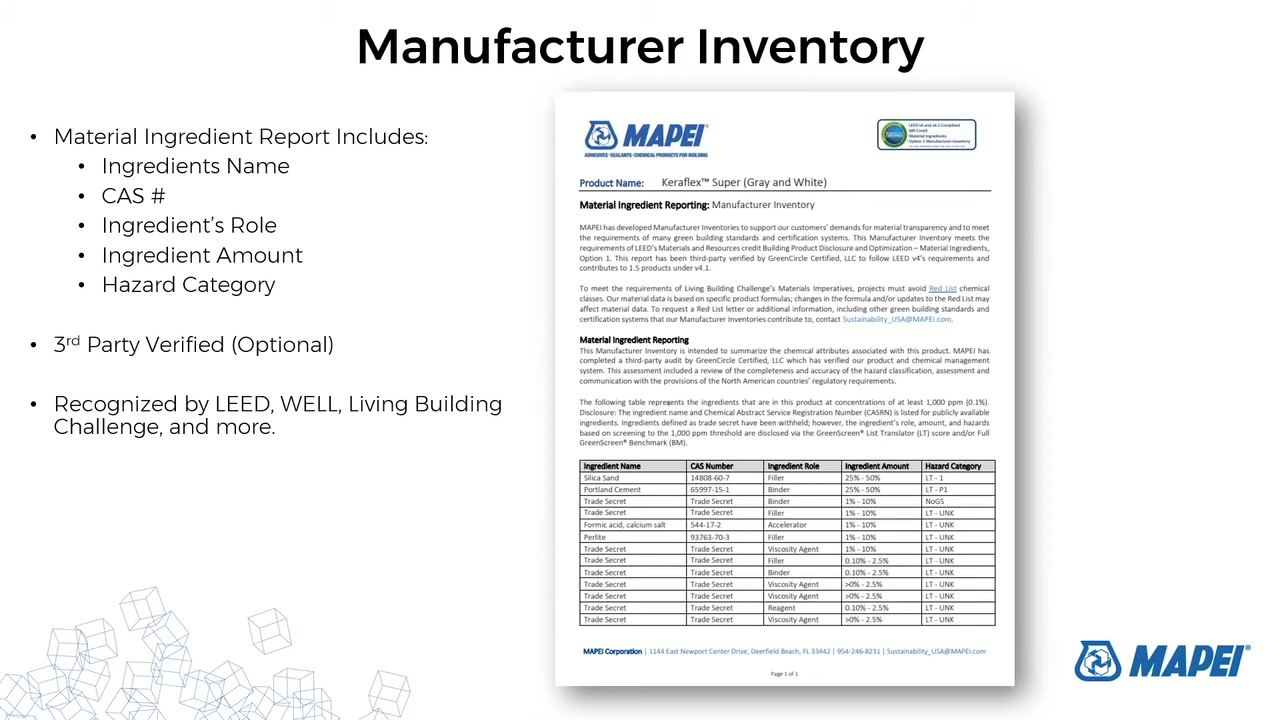 Manufacturer Inventory
• Material Ingredient Report Includes:
• Ingredients Name
• CAS #
• Ingredient's Role
• Ingredient Amount
• Hazard Category
• 3rd Party Verified (Optional)
• Recognized by LEED, WELL, Living Building
Challenge, and more.
MAPEI®
ADHESIVES • SEALANTS • CHEMICAL PRODUCTS FOR BUILDING
LEED v4 and v4.1 Compliant
MR Credit
Material Ingredients
Option 1 Manufacturer Inventory
Product Name: Keraflex™ Super (Gray and White)
Material Ingredient Reporting: Manufacturer Inventory
MAPEI has developed Manufacturer Inventories to support our customers' demands for material transparency and to meet
the requirements of many green building standards and certification systems. This Manufacturer Inventory meets the
requirements of LEED's Materials and Resources credit Building Product Disclosure and Optimization – Material Ingredients,
Option 1. This report has been third-party verified by GreenCircle Certified, LLC to follow LEED v4's requirements and
contributes to 1.5 products under v4.1.
To meet the requirements of Living Building Challenge's Materials Imperatives, projects must avoid Red List chemical
classes. Our material data is based on specific product formulas; changes in the formula and/or updates to the Red List may
affect material data. To request a Red List letter or additional information, including other green building standards and
certification systems that our Manufacturer Inventories contribute to, contact Sustainability_USA@MAPEI.com.
Material Ingredient Reporting
This Manufacturer Inventory is intended to summarize the chemical attributes associated with this product. MAPEI has
completed a third-party audit by GreenCircle Certified, LLC which has verified our product and chemical management
system. This assessment included a review of the completeness and accuracy of the hazard classification, assessment and
communication with the provisions of the North American countries' regulatory requirements.
The following table represents the ingredients that are in this product at concentrations of at least 1,000 ppm (0.1%).
Disclosure: The ingredient name and Chemical Abstract Service Registration Number (CASRN) is listed for publicly available
ingredients. Ingredients defined as trade secret have been withheld; however, the ingredient's role, amount, and hazards
based on screening to the 1,000 ppm threshold are disclosed via the GreenScreen® List Translator (LT) score and/or Full
GreenScreen® Benchmark (BM).
Ingredient Name CAS Number Ingredient Role Ingredient Amount Hazard Category
Silica Sand 14808-60-7 Filler 25% - 50% LT - 1
Portland Cement 65997-15-1 Binder 25% - 50% LT - P1
Trade Secret Trade Secret Binder 1% - 10% NoGS
Trade Secret Trade Secret Filler 1% - 10% LT - UNK
Formic acid, calcium salt 544-17-2 Accelerator 1% - 10% LT - UNK
Perlite 93763-70-3 Filler 1% - 10% LT - UNK
Trade Secret Trade Secret Viscosity Agent 1% - 10% LT - UNK
Trade Secret Trade Secret Filler 0.10% - 2.5% LT - UNK
Trade Secret Trade Secret Binder 0.10% - 2.5% LT - UNK
Trade Secret Trade Secret Viscosity Agent >0% - 2.5% LT - UNK
Trade Secret Trade Secret Viscosity Agent >0% - 2.5% LT - UNK
Trade Secret Trade Secret Reagent 0.10% - 2.5% LT - UNK
Trade Secret Trade Secret Viscosity Agent >0% - 2.5% LT - UNK
MAPEI Corporation | 1144 East Newport Center Drive, Deerfield Beach, FL 33442 | 954-246-8231 | Sustainability_USA@MAPEI.com
Page 1 of 1
MAPEI®